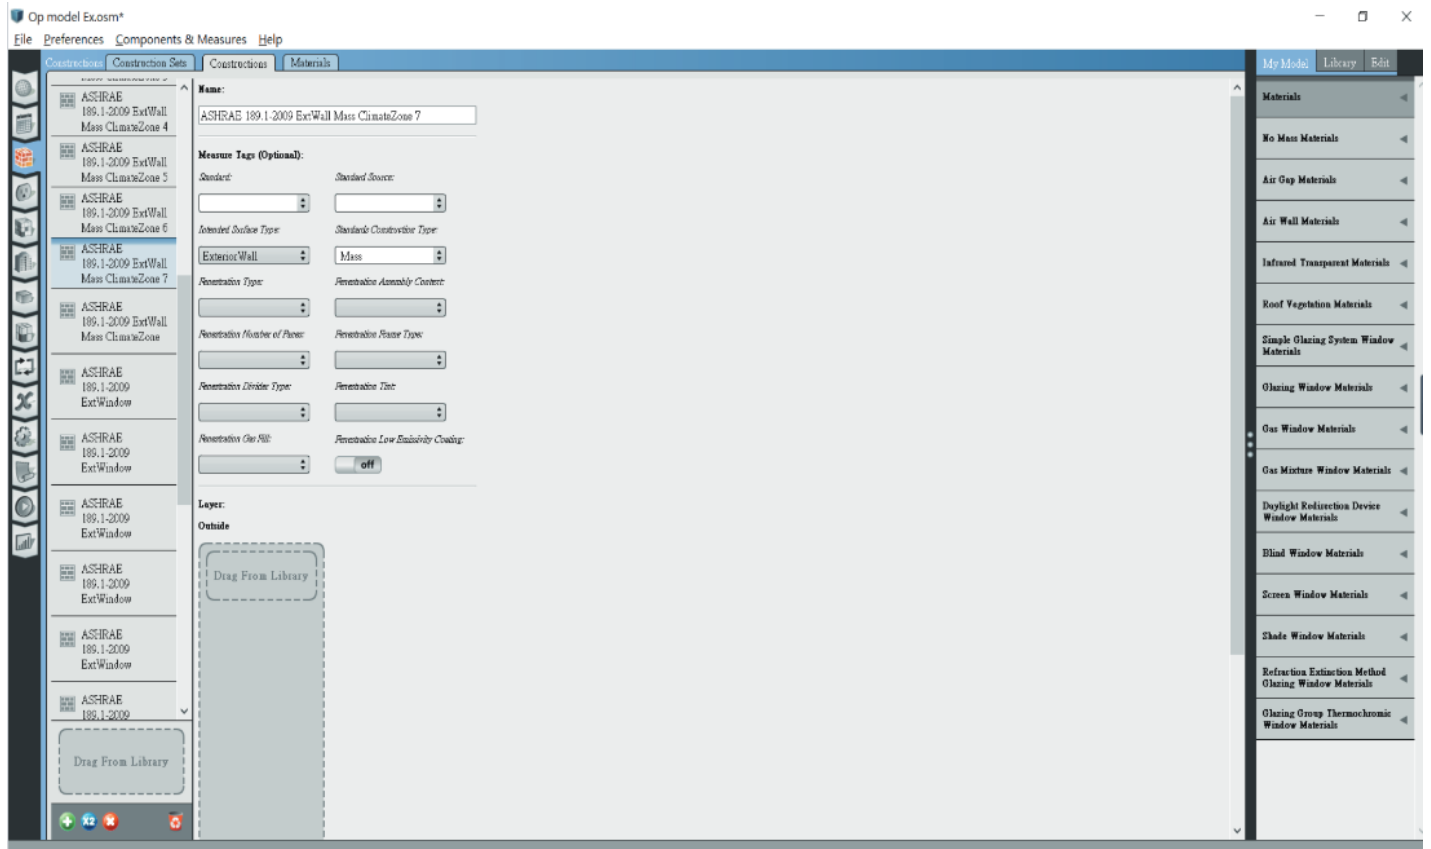 Op model Ex.osm*
File Preferences Components & Measures Help
Constructions Construction Sets Constructions Materials
My Model Library Edit
ASHRAE
189.1-2009 ExtWall
Mass ClimateZone 4
ASHRAE
189.1-2009 ExtWall
Mass ClimateZone 5
ASHRAE
189.1-2009 ExtWall
Mass ClimateZone 6
ASHRAE
189.1-2009 ExtWall
Mass ClimateZone 7
ASHRAE
189.1-2009 ExtWall
Mass ClimateZone
ASHRAE
189.1-2009
ExtWindow
ASHRAE
189.1-2009
ExtWindow
ASHRAE
189.1-2009
ExtWindow
ASHRAE
189.1-2009
ExtWindow
ASHRAE
189.1-2009
ExtWindow
ASHRAE
189.1-2009
Drag From Library
X2
Name:
ASHRAE 189.1-2009 ExtWall Mass ClimateZone 7
Measure Tags (Optional):
Standard: Standard Source:
Intended Surface Type: Standards Construction Type:
ExteriorWall Mass
Fenestration Type: Fenestration Assembly Context:
Fenestration Number of Panes: Fenestration Frame Type:
Fenestration Divider Type: Fenestration Tint:
Fenestration Gas Fill: Fenestration Low Emissivity Coating:
off
Layer:
Outside
Drag From Library
Materials
No Mass Materials
Air Gap Materials
Air Wall Materials
Infrared Transparent Materials
Roof Vegetation Materials
Simple Glazing System Window
Materials
Glazing Window Materials
Gas Window Materials
Gas Mixture Window Materials
Daylight Redirection Device
Window Materials
Blind Window Materials
Screen Window Materials
Shade Window Materials
Refraction Extinction Method
Glazing Window Materials
Glazing Group Thermochromic
Window Materials